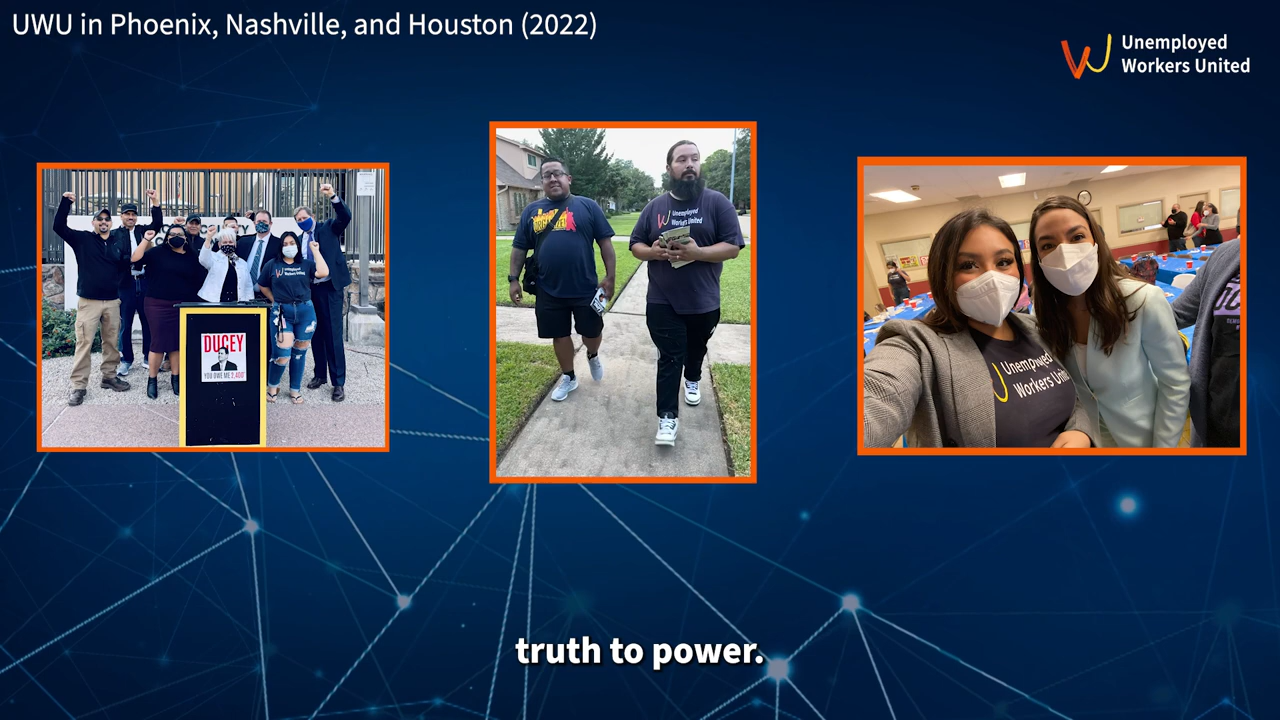 UWU in Phoenix, Nashville, and Houston (2022)
Unemployed
Workers United
DUCEY
YOU OWE ME
Unemployed
Workers United
Unemployed
Workers Unit
truth to power.